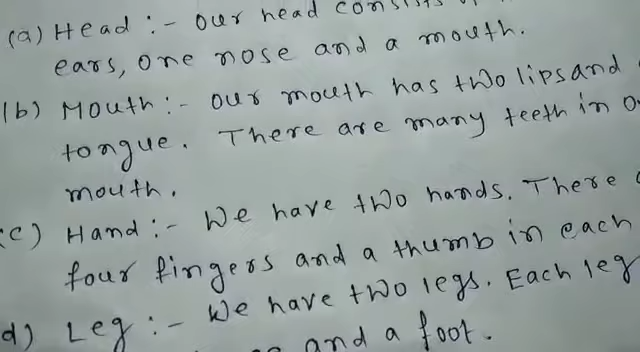 (a) Head :- our head consists
ears, one nose and a mouth.
(b) Mouth :- our mouth has two lips and
tongue. There are many teeth in
mouth.
(c) Hand :- We have two hands. There
four fingers and a thumb in each
d) Leg :- We have two legs. Each leg
and a foot.